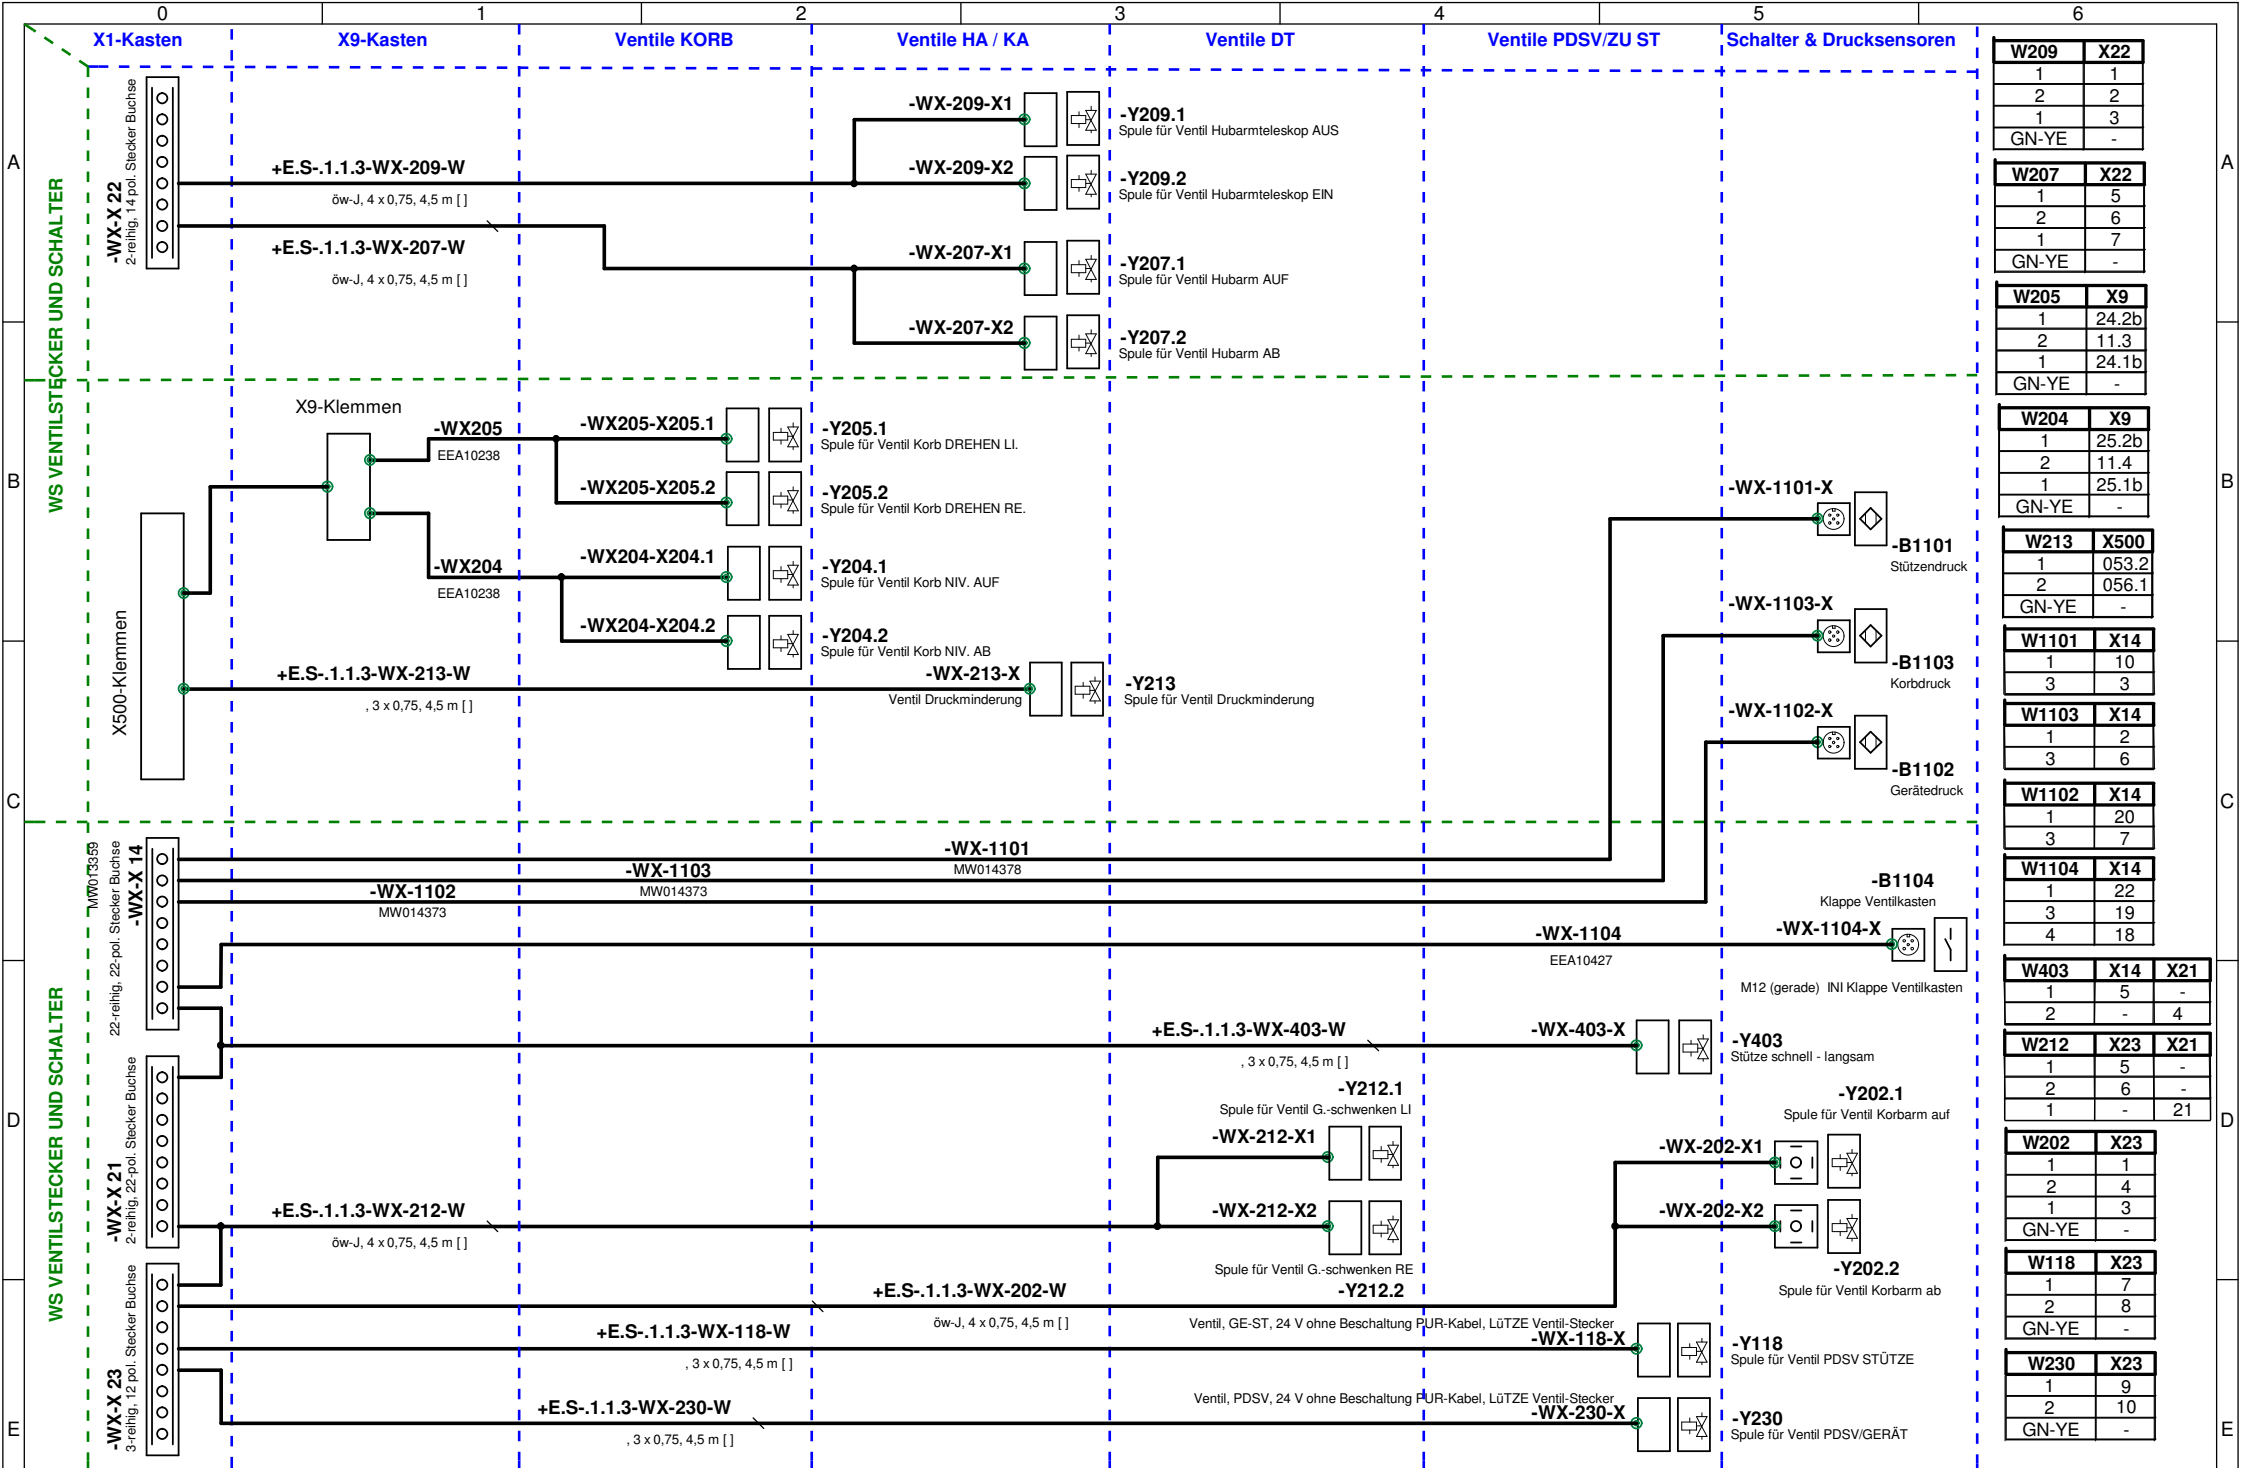 0 1 2 3 4 5 6
X1-Kasten X9-Kasten Ventile KORB Ventile HA / KA Ventile DT Ventile PDSV/ZU ST Schalter & Drucksensoren
A
B
C
D
E
WS VENTILSTECKER UND SCHALTER
-WX-X 22
2-reihig, 14 pol. Stecker Buchse
+E.S-.1.1.3-WX-209-W
öw-J, 4 x 0,75, 4,5 m [ ]
+E.S-.1.1.3-WX-207-W
öw-J, 4 x 0,75, 4,5 m [ ]
-WX-209-X1
-Y209.1
Spule für Ventil Hubarmteleskop AUS
-WX-209-X2
-Y209.2
Spule für Ventil Hubarmteleskop EIN
-WX-207-X1
-Y207.1
Spule für Ventil Hubarm AUF
-WX-207-X2
-Y207.2
Spule für Ventil Hubarm AB
X9-Klemmen
-WX205
EEA10238
-WX205-X205.1
-Y205.1
Spule für Ventil Korb DREHEN LI.
-WX205-X205.2
-Y205.2
Spule für Ventil Korb DREHEN RE.
-WX204
EEA10238
-WX204-X204.1
-Y204.1
Spule für Ventil Korb NIV. AUF
-WX204-X204.2
-Y204.2
Spule für Ventil Korb NIV. AB
X500-Klemmen
+E.S-.1.1.3-WX-213-W
, 3 x 0,75, 4,5 m [ ]
-WX-213-X
Ventil Druckminderung
-Y213
Spule für Ventil Druckminderung
-WX-1101-X
-B1101
Stützendruck
-WX-1103-X
-B1103
Korbdruck
-WX-1102-X
-B1102
Gerätedruck
WS VENTILSTECKER UND SCHALTER
MW013359
22-reihig, 22-pol. Stecker Buchse
-WX-X 14
-WX-1101
MW014378
-WX-1103
MW014373
-WX-1102
MW014373
-B1104
Klappe Ventilkasten
-WX-1104
EEA10427
-WX-1104-X
M12 (gerade) INI Klappe Ventilkasten
+E.S-.1.1.3-WX-403-W
, 3 x 0,75, 4,5 m [ ]
-WX-403-X
-Y403
Stütze schnell - langsam
-WX-X 21
2-reihig, 22-pol. Stecker Buchse
-Y212.1
Spule für Ventil G.-schwenken LI
-WX-212-X1
-WX-212-X2
Spule für Ventil G.-schwenken RE
-Y212.2
+E.S-.1.1.3-WX-212-W
öw-J, 4 x 0,75, 4,5 m [ ]
-Y202.1
Spule für Ventil Korbarm auf
-WX-202-X1
-WX-202-X2
-Y202.2
Spule für Ventil Korbarm ab
-WX-X 23
3-reihig, 12 pol. Stecker Buchse
+E.S-.1.1.3-WX-202-W
öw-J, 4 x 0,75, 4,5 m [ ]
+E.S-.1.1.3-WX-118-W
, 3 x 0,75, 4,5 m [ ]
Ventil, GE-ST, 24 V ohne Beschaltung PUR-Kabel, LüTZE Ventil-Stecker
-WX-118-X
-Y118
Spule für Ventil PDSV STÜTZE
+E.S-.1.1.3-WX-230-W
, 3 x 0,75, 4,5 m [ ]
Ventil, PDSV, 24 V ohne Beschaltung PUR-Kabel, LüTZE Ventil-Stecker
-WX-230-X
-Y230
Spule für Ventil PDSV/GERÄT
W209 X22
1 1
2 2
1 3
GN-YE -
W207 X22
1 5
2 6
1 7
GN-YE -
W205 X9
1 24.2b
2 11.3
1 24.1b
GN-YE -
W204 X9
1 25.2b
2 11.4
1 25.1b
GN-YE -
W213 X500
1 053.2
2 056.1
GN-YE -
W1101 X14
1 10
3 3
W1103 X14
1 2
3 6
W1102 X14
1 20
3 7
W1104 X14
1 22
3 19
4 18
W403 X14 X21
1 5 -
2 - 4
W212 X23 X21
1 5 -
2 6 -
1 - 21
W202 X23
1 1
2 4
1 3
GN-YE -
W118 X23
1 7
2 8
GN-YE -
W230 X23
1 9
2 10
GN-YE -
A
B
C
D
E